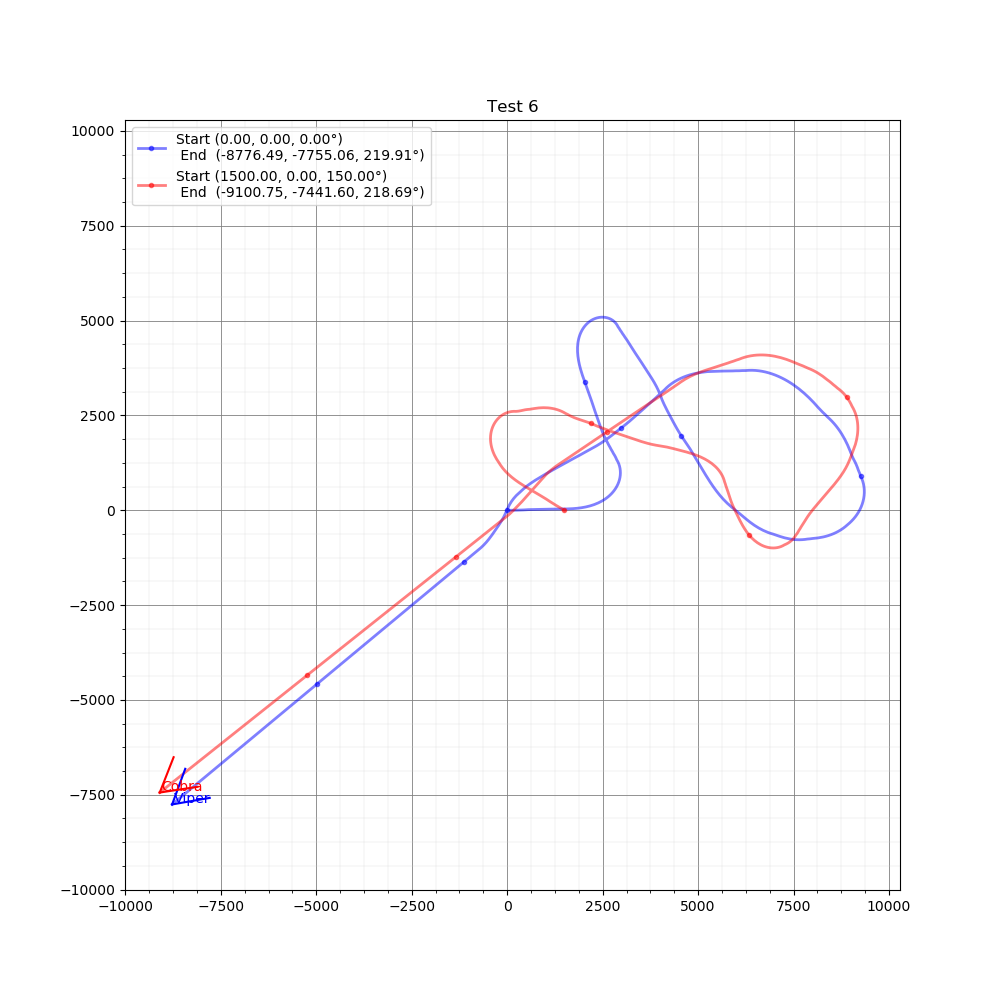 Test 6
Start (0.00, 0.00, 0.00°)
End (-8776.49, -7755.06, 219.91°)
Start (1500.00, 0.00, 150.00°)
End (-9100.75, -7441.60, 218.69°)
10000
7500
5000
2500
0
−2500
−5000
−7500
−10000
Cobra
Viper
−10000 −7500 −5000 −2500 0 2500 5000 7500 10000